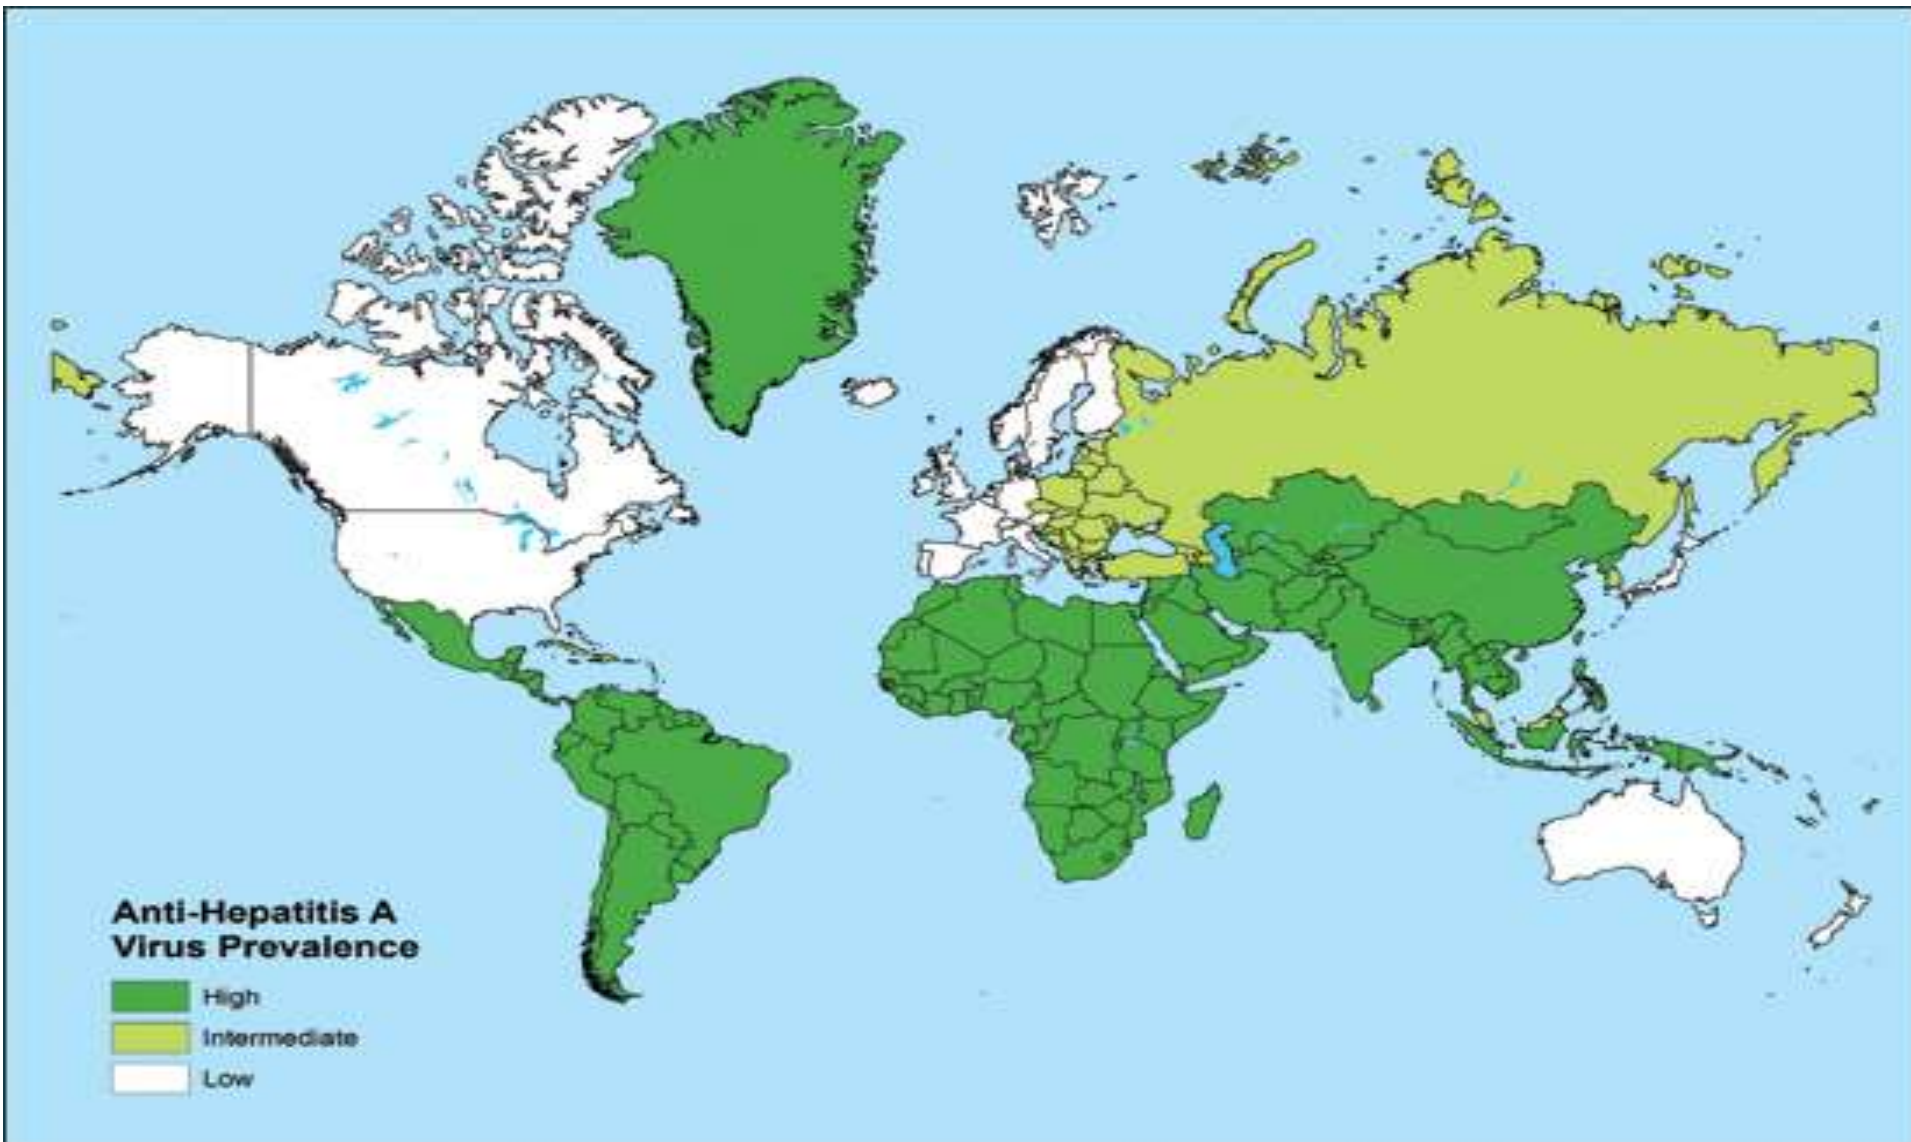 Anti-Hepatitis A
Virus Prevalence
High
Intermediate
Low